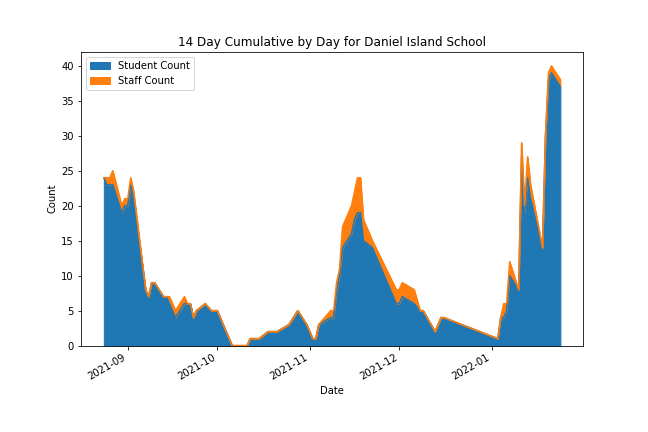 14 Day Cumulative by Day for Daniel Island School
Student Count
Staff Count
40
35
30
25
20
15
10
5
0
Count
2021-09
2021-10
2021-11
2021-12
2022-01
Date